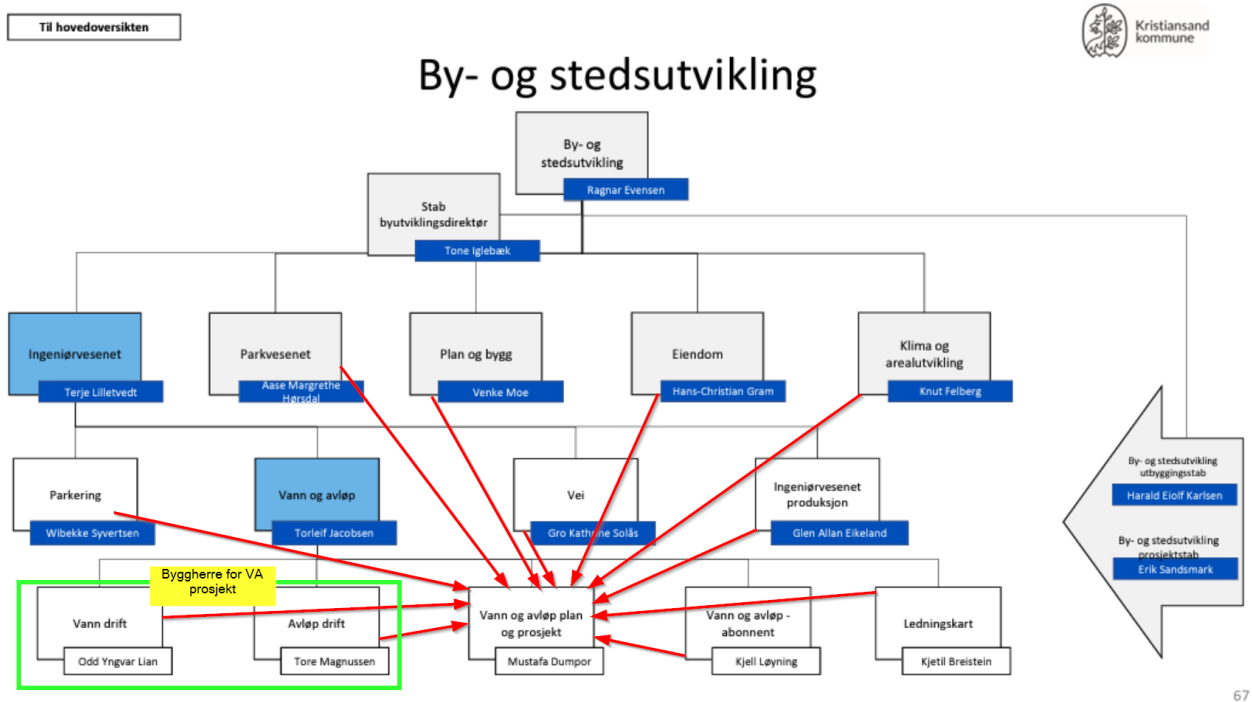 Til hovedoversikten
Kristiansand
kommune
By- og stedsutvikling
By- og
stedsutvikling
Ragnar Evensen
Stab
byutviklingsdirektør
Tone Iglebæk
Ingeniørvesenet
Terje Lilletvedt
Parkvesenet
Aase Margrethe
Hørsdal
Plan og bygg
Venke Moe
Eiendom
Hans-Christian Gram
Klima og
arealutvikling
Knut Felberg
Parkering
Wibekke Syvertsen
Vann og avløp
Torleif Jacobsen
Vei
Gro Kathrine Solås
Ingeniørvesenet
produksjon
Glen Allan Eikeland
By- og stedsutvikling
utbyggingsstab
Harald Eiolf Karlsen
By- og stedsutvikling
prosjektstab
Erik Sandsmark
Byggherre for VA
prosjekt
Vann drift
Odd Yngvar Lian
Avløp drift
Tore Magnussen
Vann og avløp plan
og prosjekt
Mustafa Dumpor
Vann og avløp -
abonnent
Kjell Løyning
Ledningskart
Kjetil Breistein
67